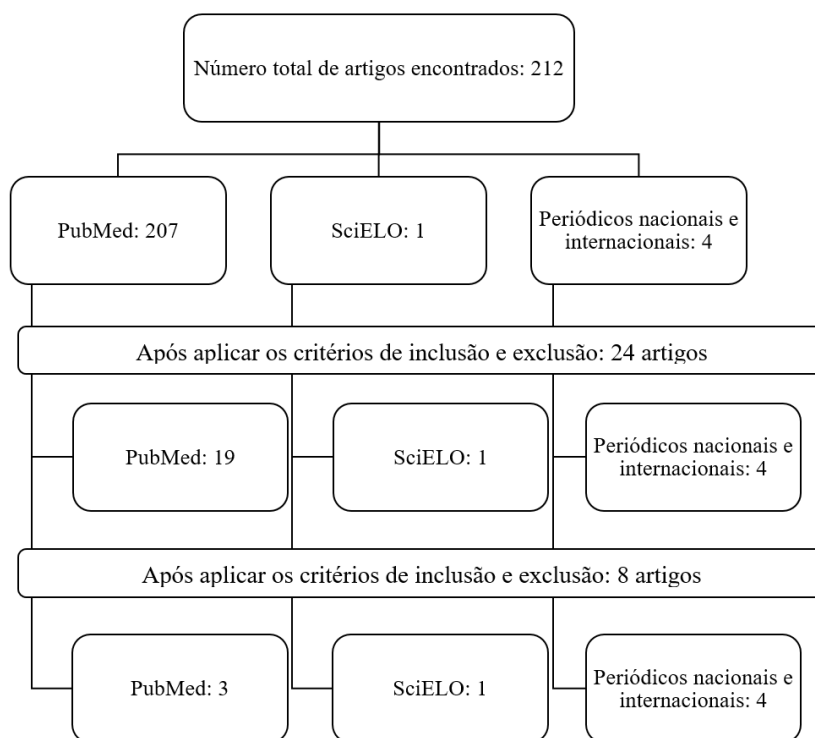 Número total de artigos encontrados: 212
PubMed: 207
SciELO: 1
Periódicos nacionais e
internacionais: 4
Após aplicar os critérios de inclusão e exclusão: 24 artigos
PubMed: 19
SciELO: 1
Periódicos nacionais e
internacionais: 4
Após aplicar os critérios de inclusão e exclusão: 8 artigos
PubMed: 3
SciELO: 1
Periódicos nacionais e
internacionais: 4